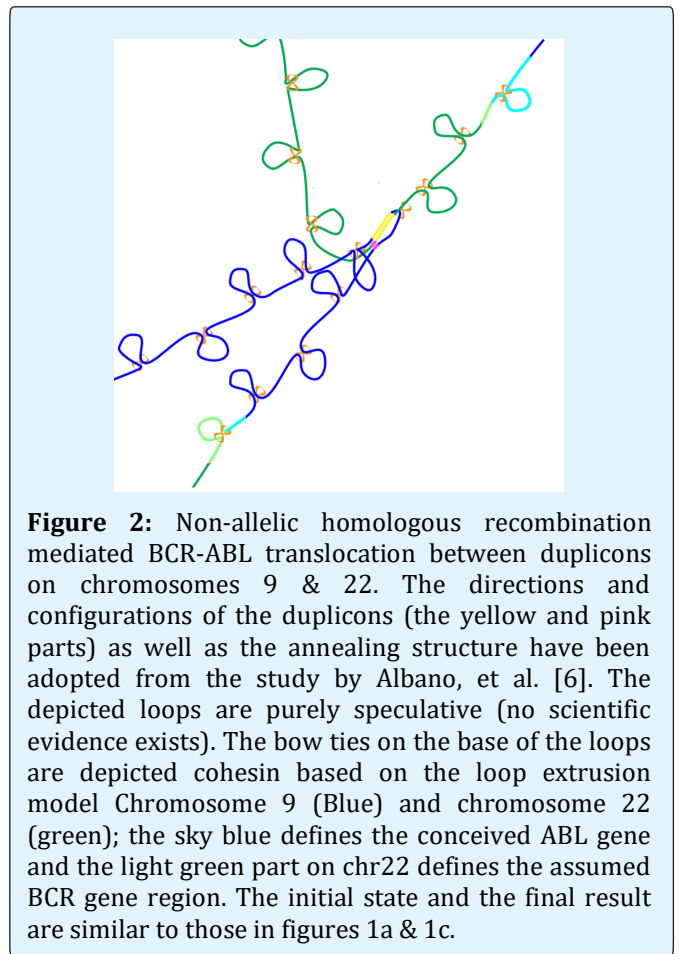 Figure 2: Non-allelic homologous recombination
mediated BCR-ABL translocation between duplicons
on chromosomes 9 & 22. The directions and
configurations of the duplicons (the yellow and pink
parts) as well as the annealing structure have been
adopted from the study by Albano, et al. [6]. The
depicted loops are purely speculative (no scientific
evidence exists). The bow ties on the base of the loops
are depicted cohesin based on the loop extrusion
model Chromosome 9 (Blue) and chromosome 22
(green); the sky blue defines the conceived ABL gene
and the light green part on chr22 defines the assumed
BCR gene region. The initial state and the final result
are similar to those in figures 1a & 1c.